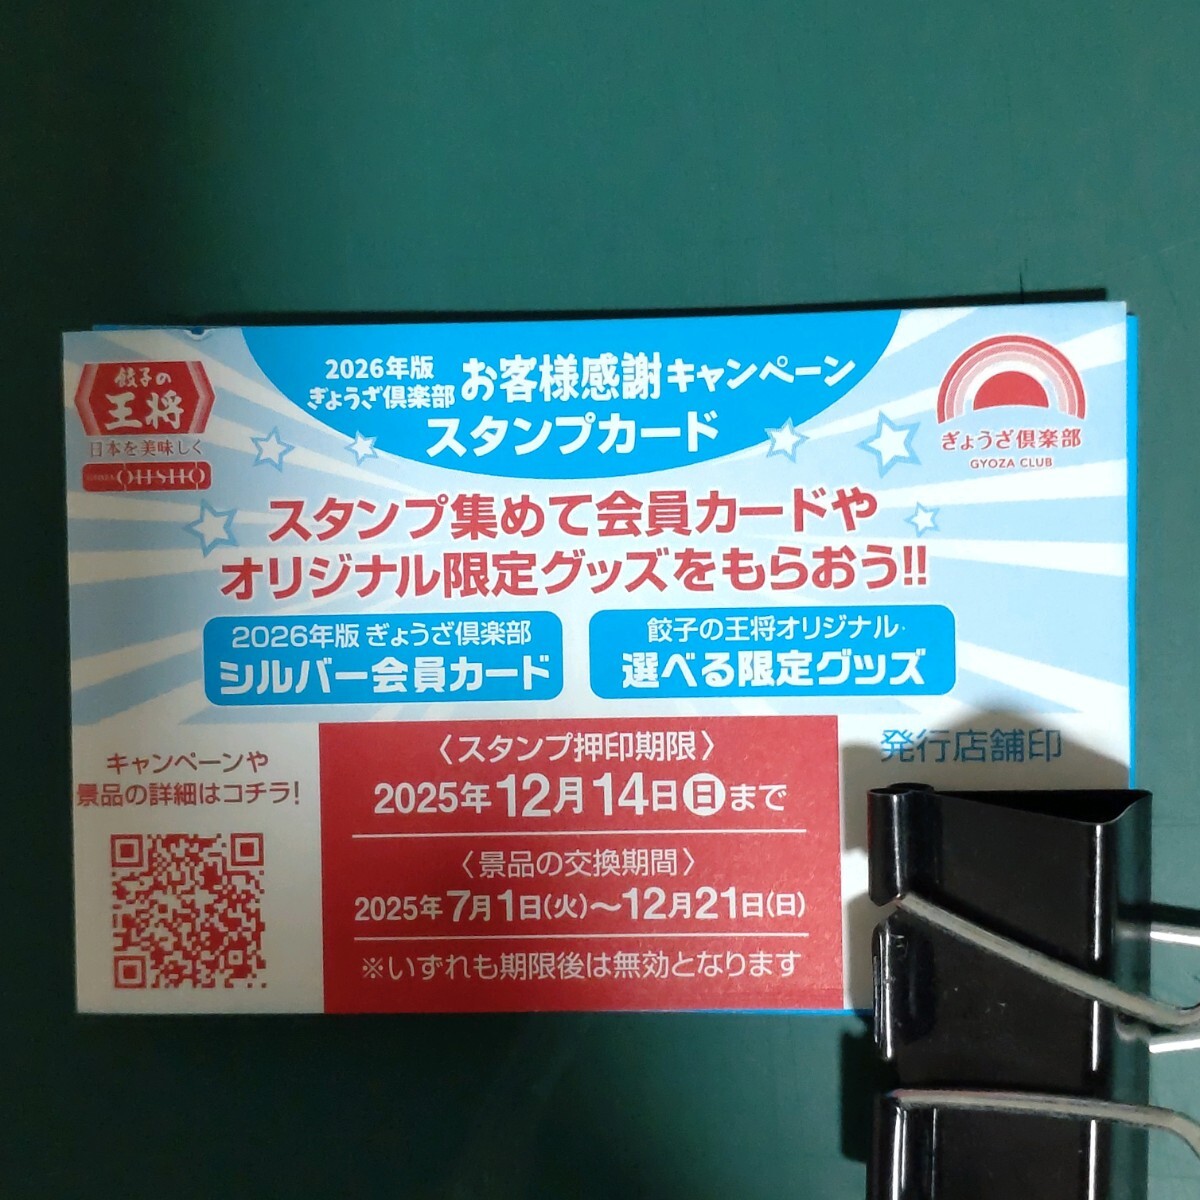 2026年版
ぎょうざ倶楽部
お客様感謝キャンペーン
スタンプカード
餃子の
王将
日本を美味しく
OHSHO
ぎょうざ倶楽部
GYOZA CLUB
スタンプ集めて会員カードや
オリジナル限定グッズをもらおう!!
2026年版 ぎょうざ倶楽部
シルバー会員カード
餃子の王将オリジナル
選べる限定グッズ
キャンペーンや
景品の詳細はコチラ!
〈スタンプ押印期限〉
2025年12月14日(日)まで
〈景品の交換期間〉
2025年7月1日(火)～12月21日(日)
※いずれも期限後は無効となります
発行店舗印